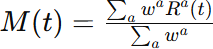 M(t) = \frac{\sum_a w^a R^a(t)}{\sum_a w^a}